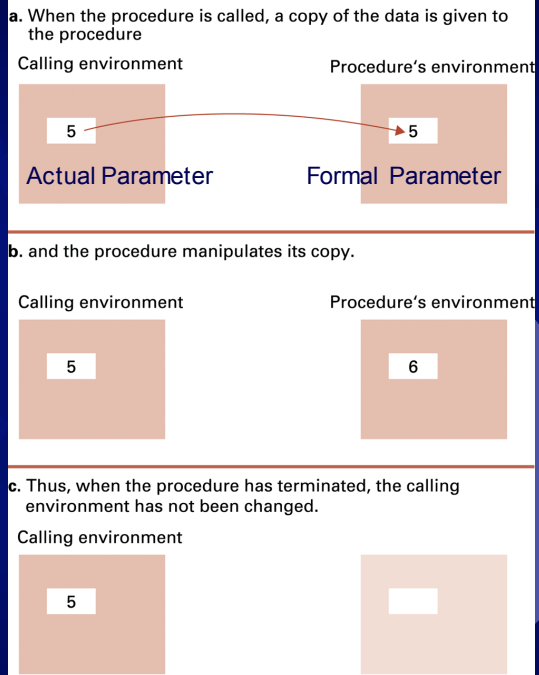 a. When the procedure is called, a copy of the data is given to
the procedure
Calling environment
Procedure‘s environment
5
5
Actual Parameter
Formal Parameter
b. and the procedure manipulates its copy.
Calling environment
Procedure‘s environment
5
6
c. Thus, when the procedure has terminated, the calling
environment has not been changed.
Calling environment
5